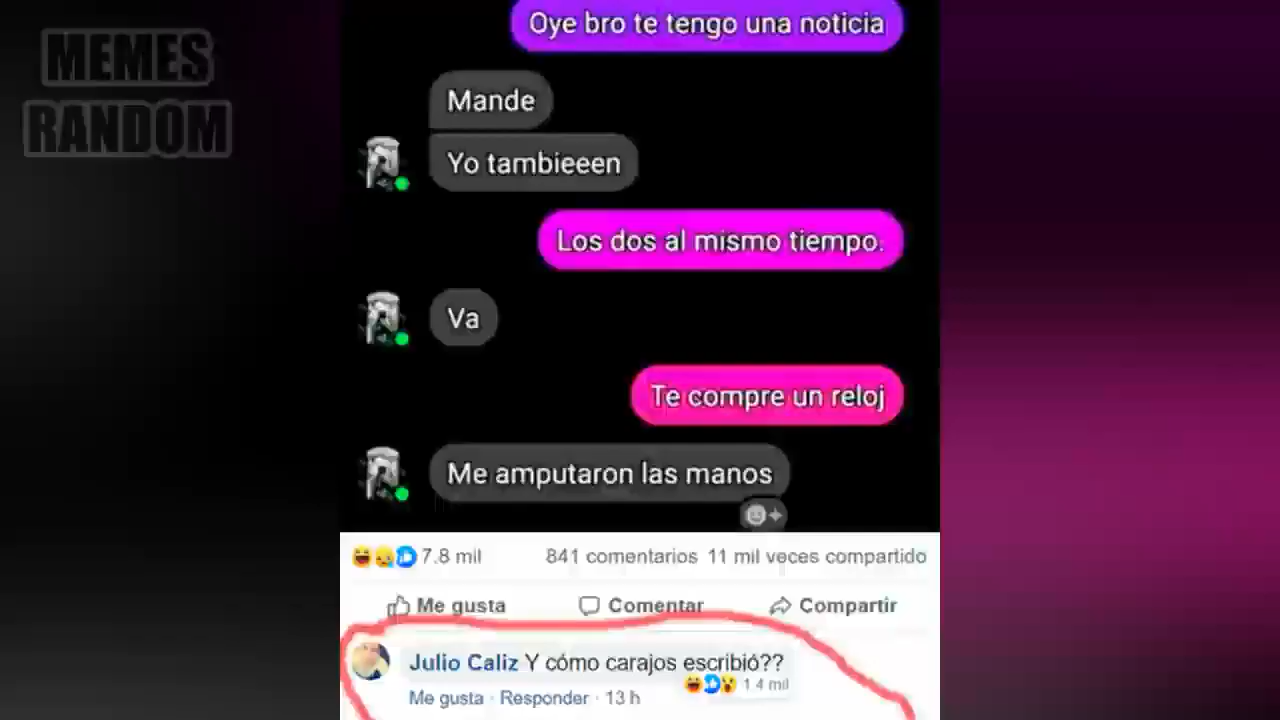 MEMES
RANDOM
Oye bro te tengo una noticia
Mande
Yo tambieeen
Los dos al mismo tiempo.
Va
Te compre un reloj
Me amputaron las manos
7.8 mil 841 comentarios 11 mil veces compartido
Me gusta Comentar Compartir
Julio Caliz Y cómo carajos escribió??
Me gusta · Responder · 13 h 1.4 mil